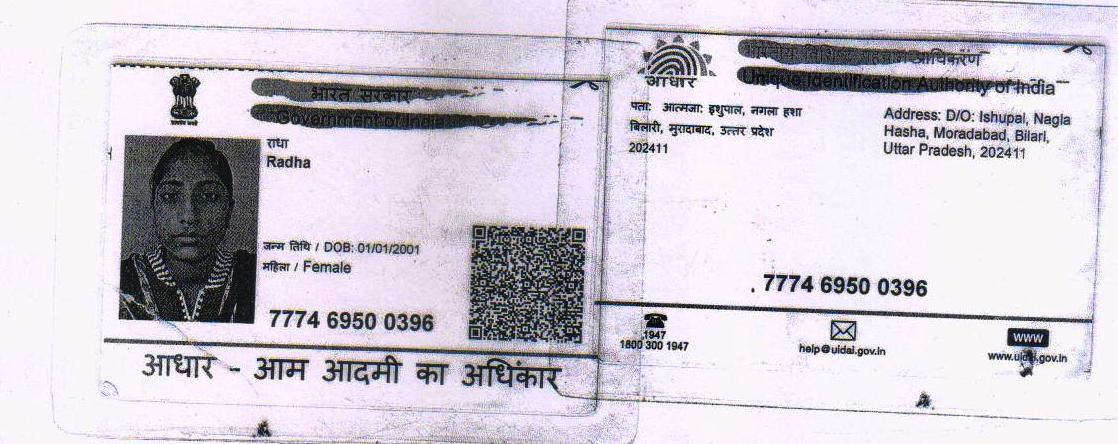 भारत सरकार
Government of India
राधा
Radha
जन्म तिथि / DOB: 01/01/2001
महिला / Female
7774 6950 0396
आधार - आम आदमी का अधिकार
आधार
आधिकरण
Unique Identification Authority of India
पता: आत्मजा: इशुपाल, नगला हशा
बिलारी, मुरादाबाद, उत्तर प्रदेश
202411
Address: D/O: Ishupal, Nagla
Hasha, Moradabad, Bilari,
Uttar Pradesh, 202411
7774 6950 0396
1947
1800 300 1947
help@uidai.gov.in
WWW
www.uidai.gov.in